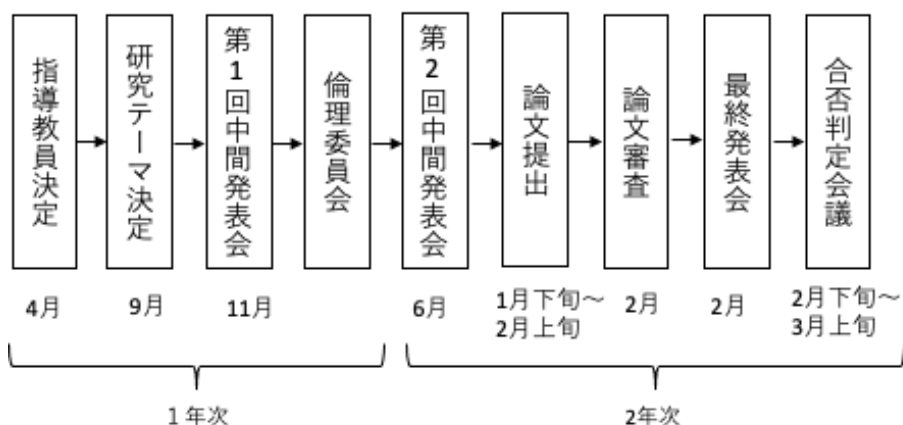 指導教員決定
研究テーマ決定
第1回中間発表会
倫理委員会
第2回中間発表会
論文提出
論文審査
最終発表会
合否判定会議
4月
9月
11月
6月
1月下旬～
2月上旬
2月
2月
2月下旬～
3月上旬
１年次
2年次